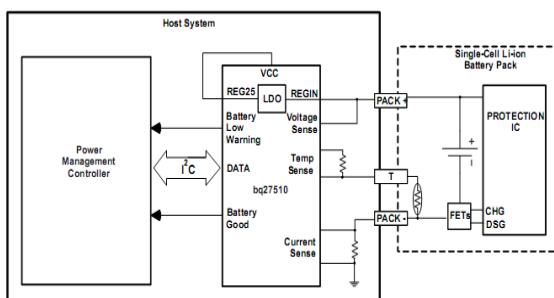 Host System
Power
Management
Controller
I²C
VCC
REG25
LDO
REGIN
Battery
Low
Warning
Voltage
Sense
DATA
Temp
Sense
bq27510
Battery
Good
Current
Sense
PACK +
T
PACK -
Single-Cell Li-ion
Battery Pack
PROTECTION
IC
+
-
FETs
CHG
DSG